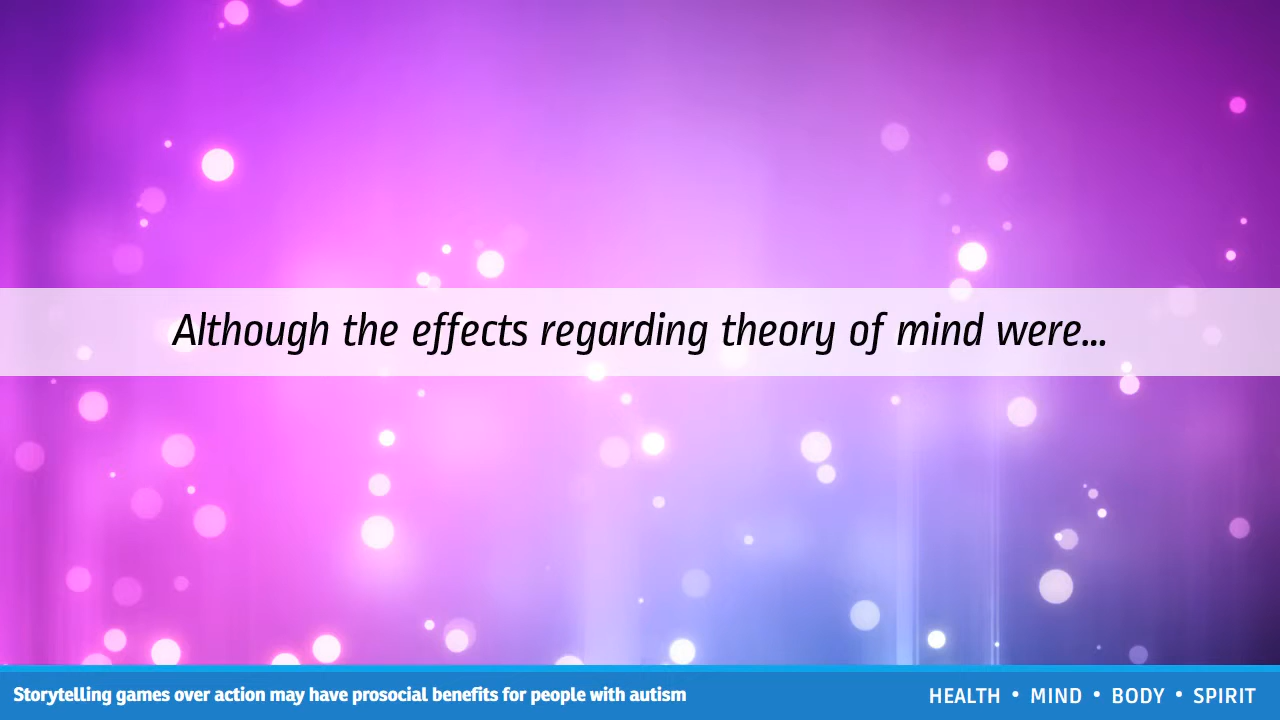 Although the effects regarding theory of mind were...
Storytelling games over action may have prosocial benefits for people with autism
HEALTH • MIND • BODY • SPIRIT